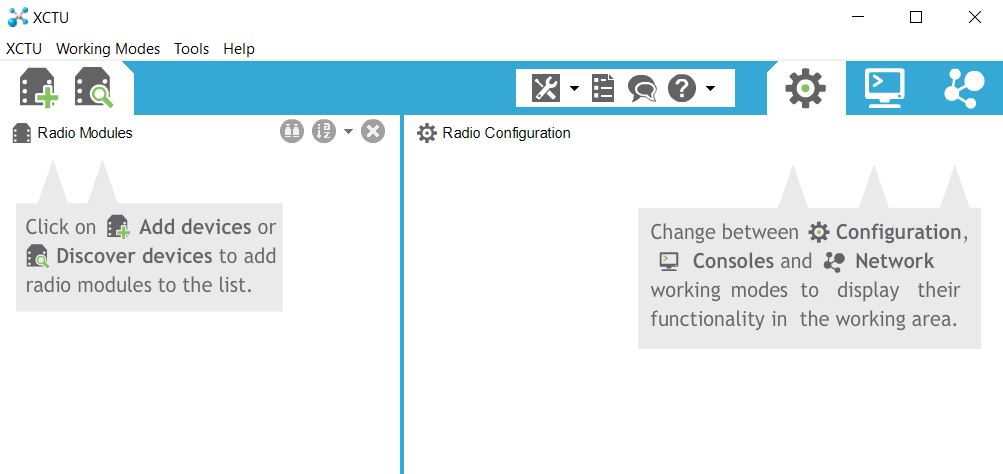 XCTU
XCTU Working Modes Tools Help
Radio Modules
Click on Add devices or
Discover devices to add
radio modules to the list.
Radio Configuration
Change between Configuration,
Consoles and Network
working modes to display their
functionality in the working area.